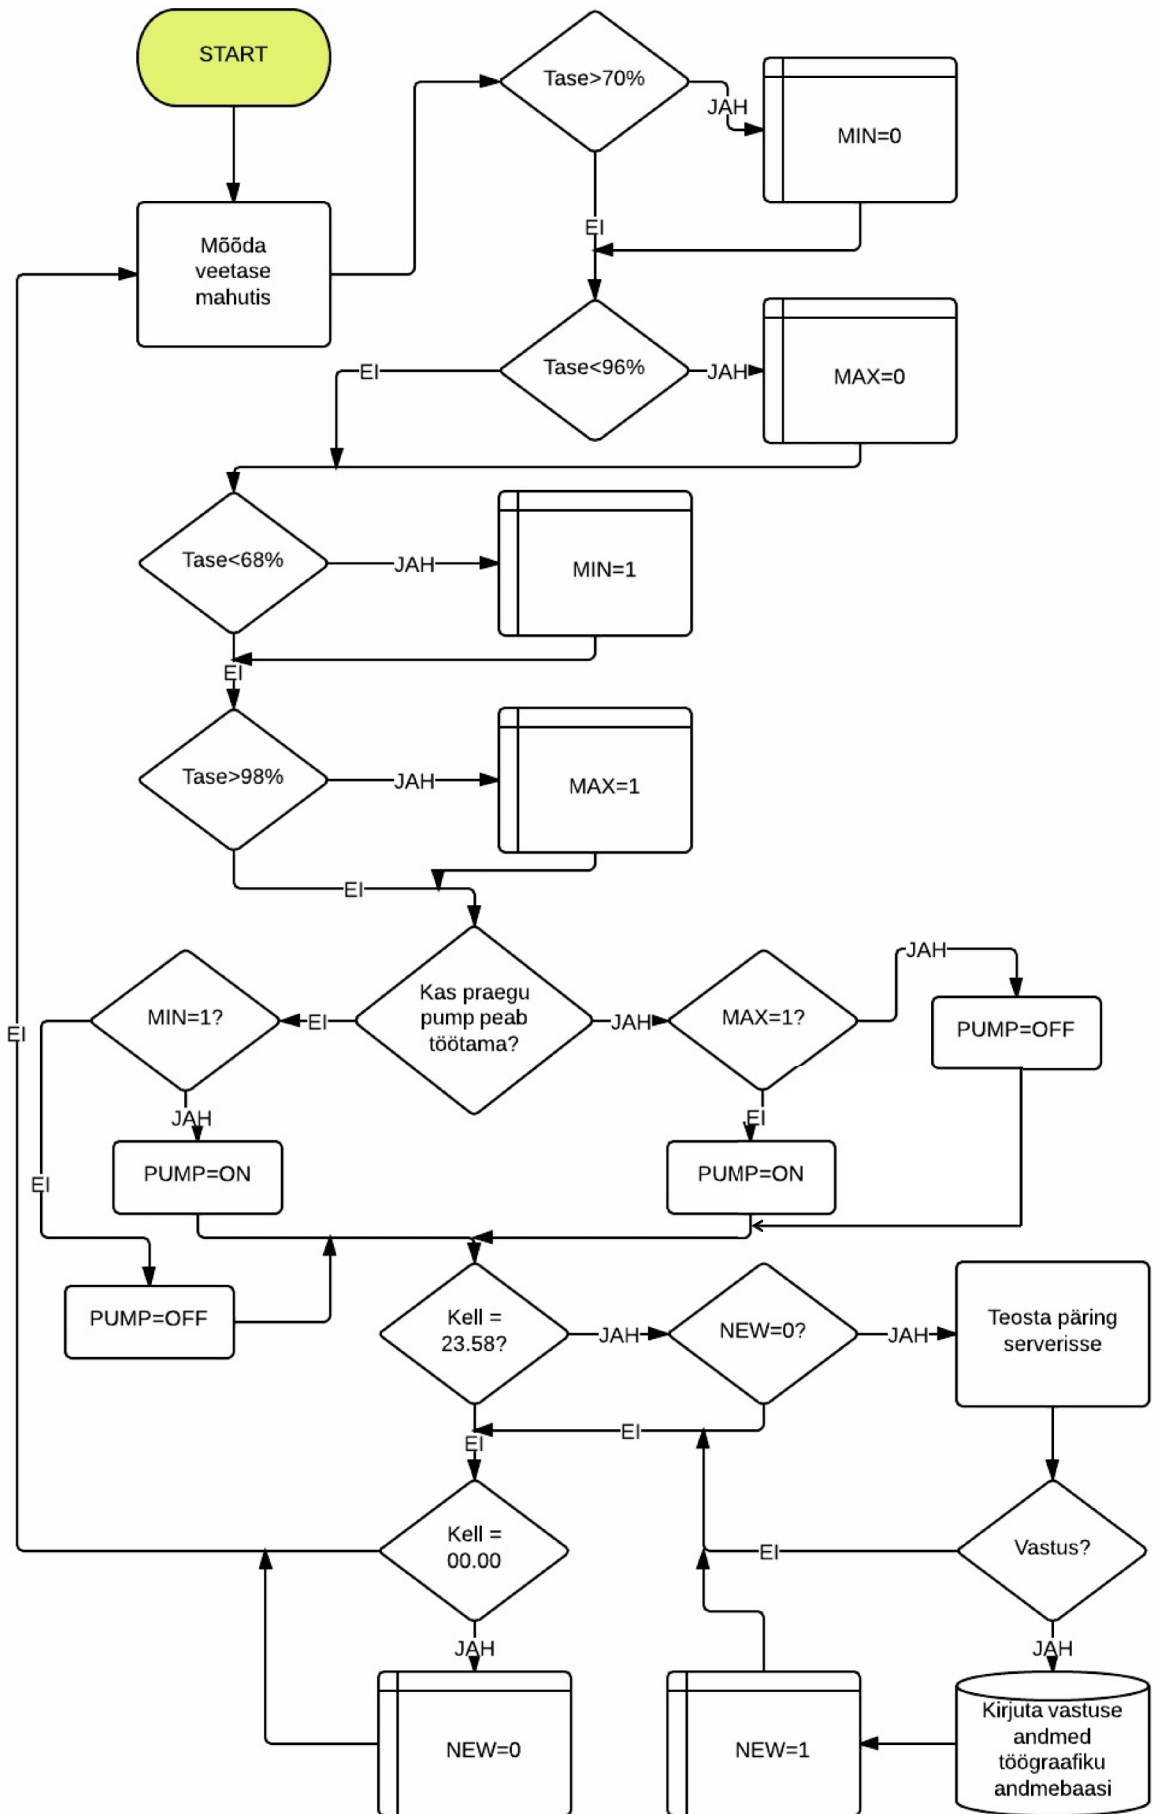 START
Tase>70%
JAH
MIN=0
EI
Mõõda
veetase
mahutis
Tase<96%
JAH
MAX=0
EI
Tase<68%
JAH
MIN=1
EI
Tase>98%
JAH
MAX=1
EI
Kas praegu
pump peab
töötama?
EI
MIN=1?
JAH
MAX=1?
JAH
PUMP=OFF
EI
JAH
PUMP=ON
EI
PUMP=ON
EI
PUMP=OFF
Kell =
23.58?
JAH
NEW=0?
JAH
Teosta päring
serverisse
EI
EI
Kell =
00.00
EI
Vastus?
JAH
JAH
NEW=0
NEW=1
Kirjuta vastuse
andmed
töögraafiku
andmebaasi